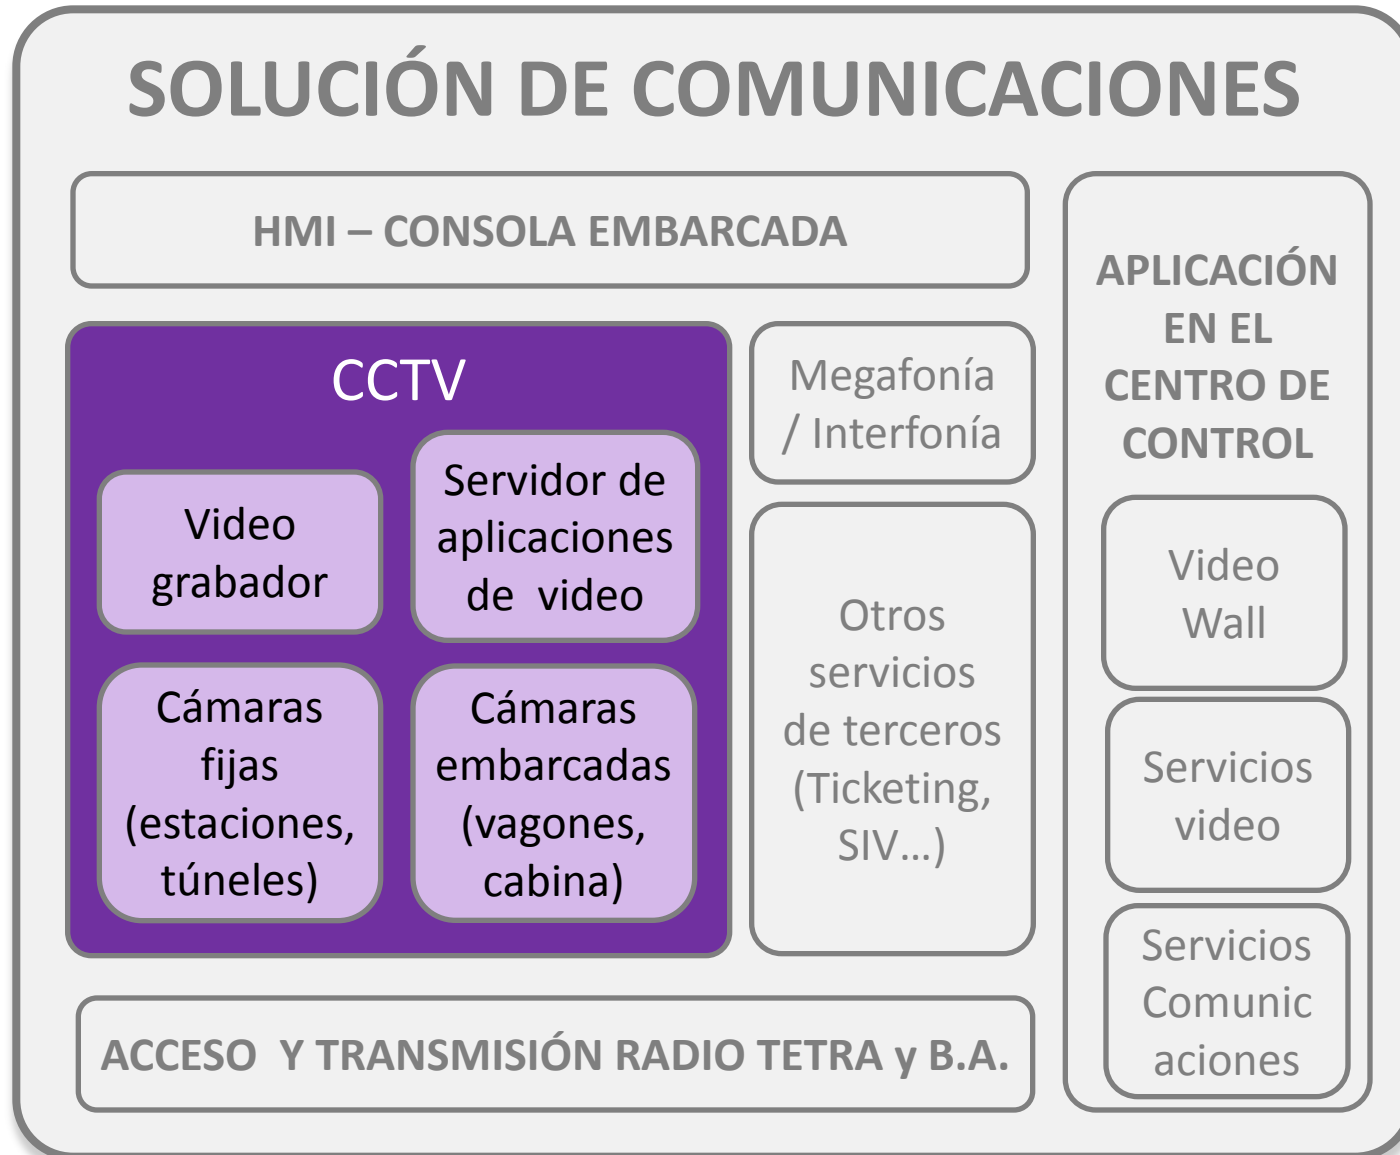 SOLUCIÓN DE COMUNICACIONES
HMI – CONSOLA EMBARCADA
CCTV
Video
grabador
Servidor de
aplicaciones
de video
Cámaras
fijas
(estaciones,
túneles)
Cámaras
embarcadas
(vagones,
cabina)
Megafonía
/ Interfonía
Otros
servicios
de terceros
(Ticketing,
SIV...)
ACCESO Y TRANSMISIÓN RADIO TETRA y B.A.
APLICACIÓN
EN EL
CENTRO DE
CONTROL
Video
Wall
Servicios
video
Servicios
Comunic
aciones